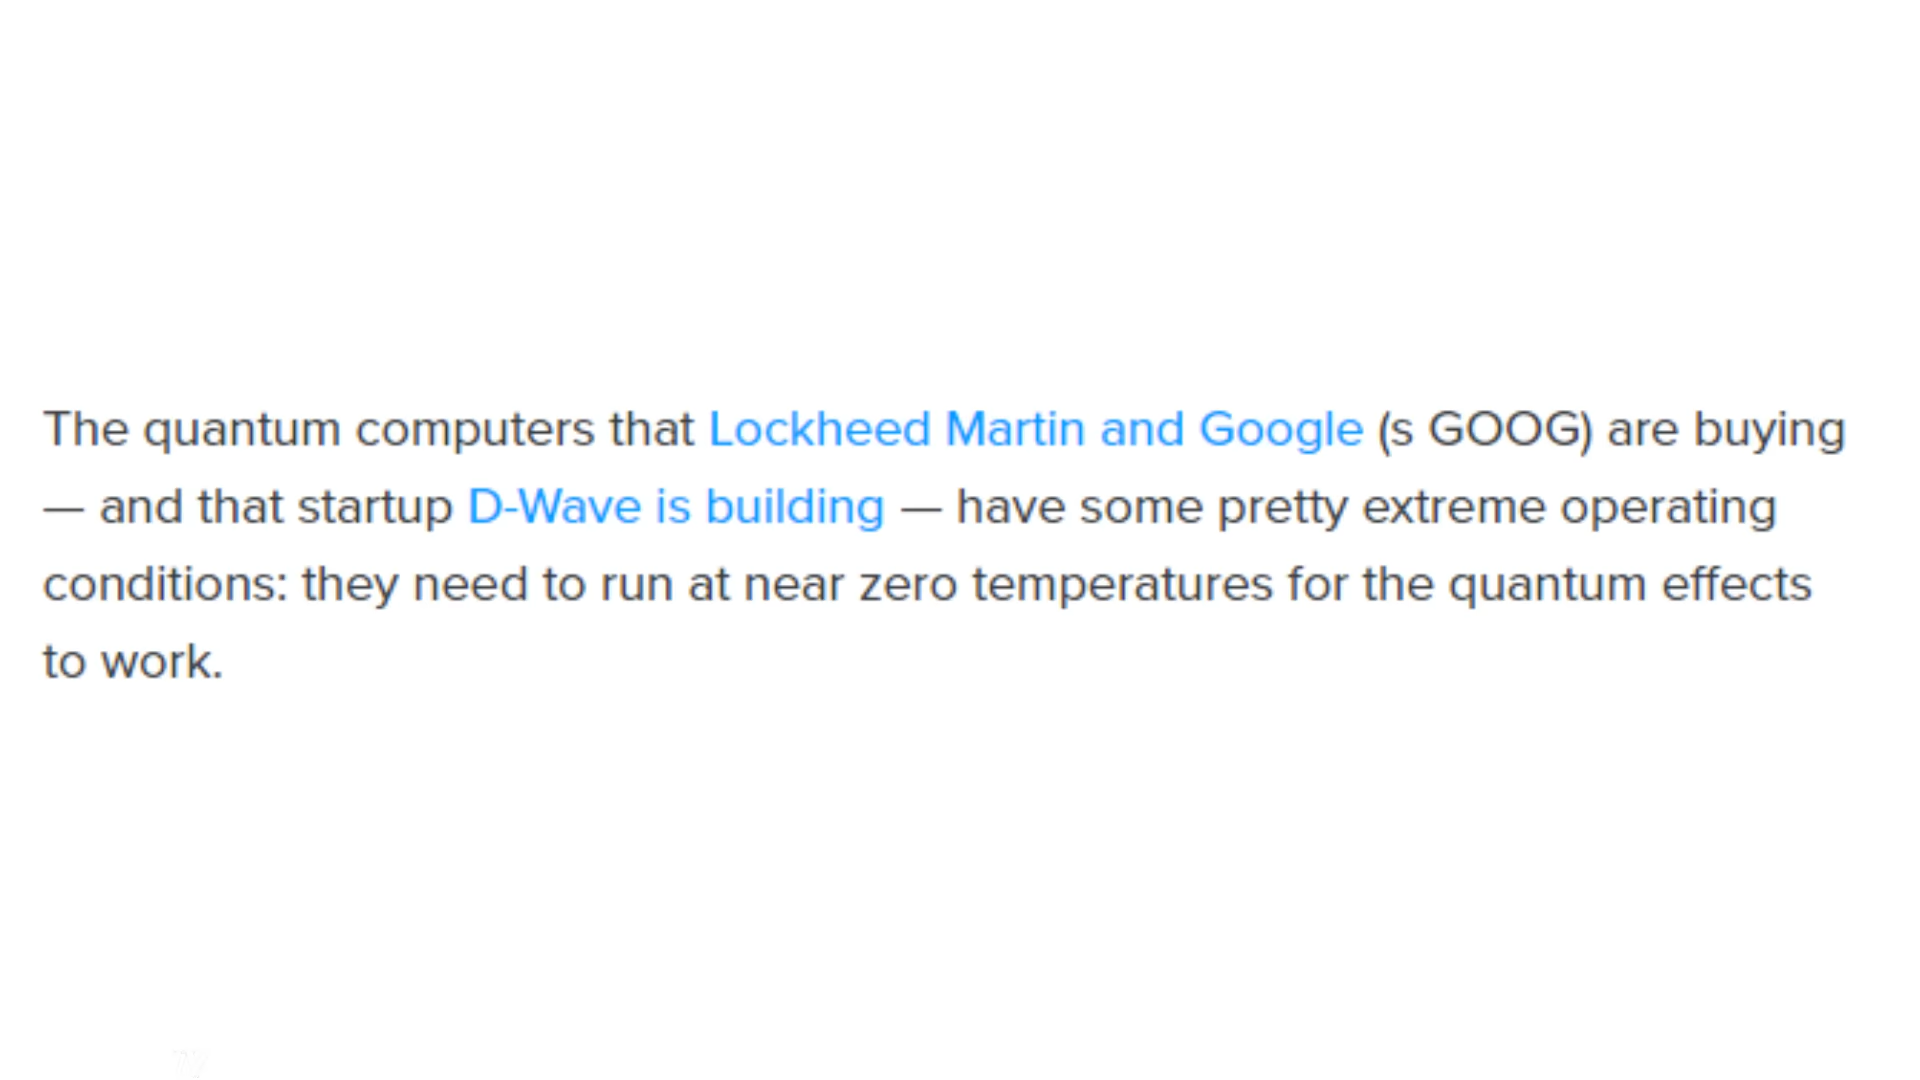 The quantum computers that Lockheed Martin and Google (s GOOG) are buying
— and that startup D-Wave is building — have some pretty extreme operating
conditions: they need to run at near zero temperatures for the quantum effects
to work.